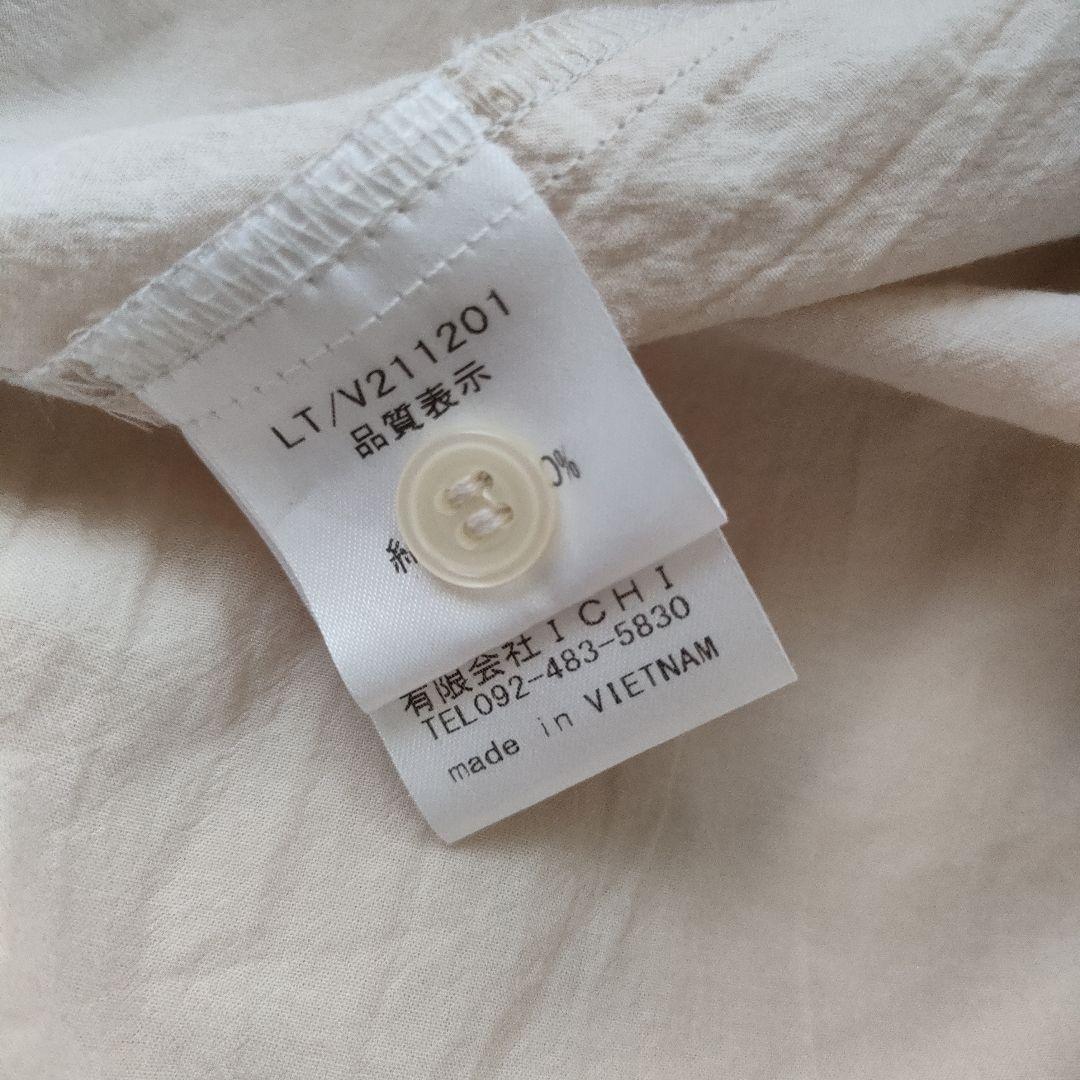 LT/V211201
品質表示
0%
有限会社ICHI
TEL092-483-5830
made in VIETNAM